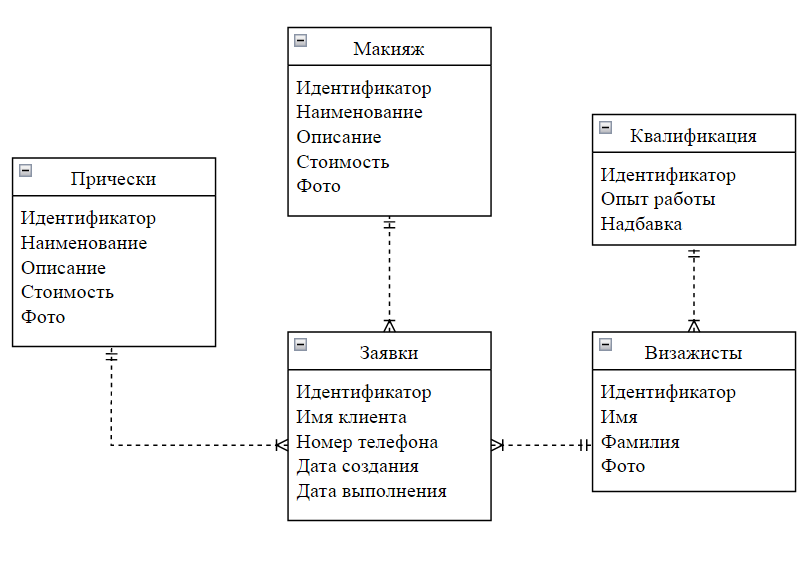 Макияж
Идентификатор
Наименование
Описание
Стоимость
Фото
Квалификация
Идентификатор
Опыт работы
Надбавка
Прически
Идентификатор
Наименование
Описание
Стоимость
Фото
Заявки
Идентификатор
Имя клиента
Номер телефона
Дата создания
Дата выполнения
Визажисты
Идентификатор
Имя
Фамилия
Фото